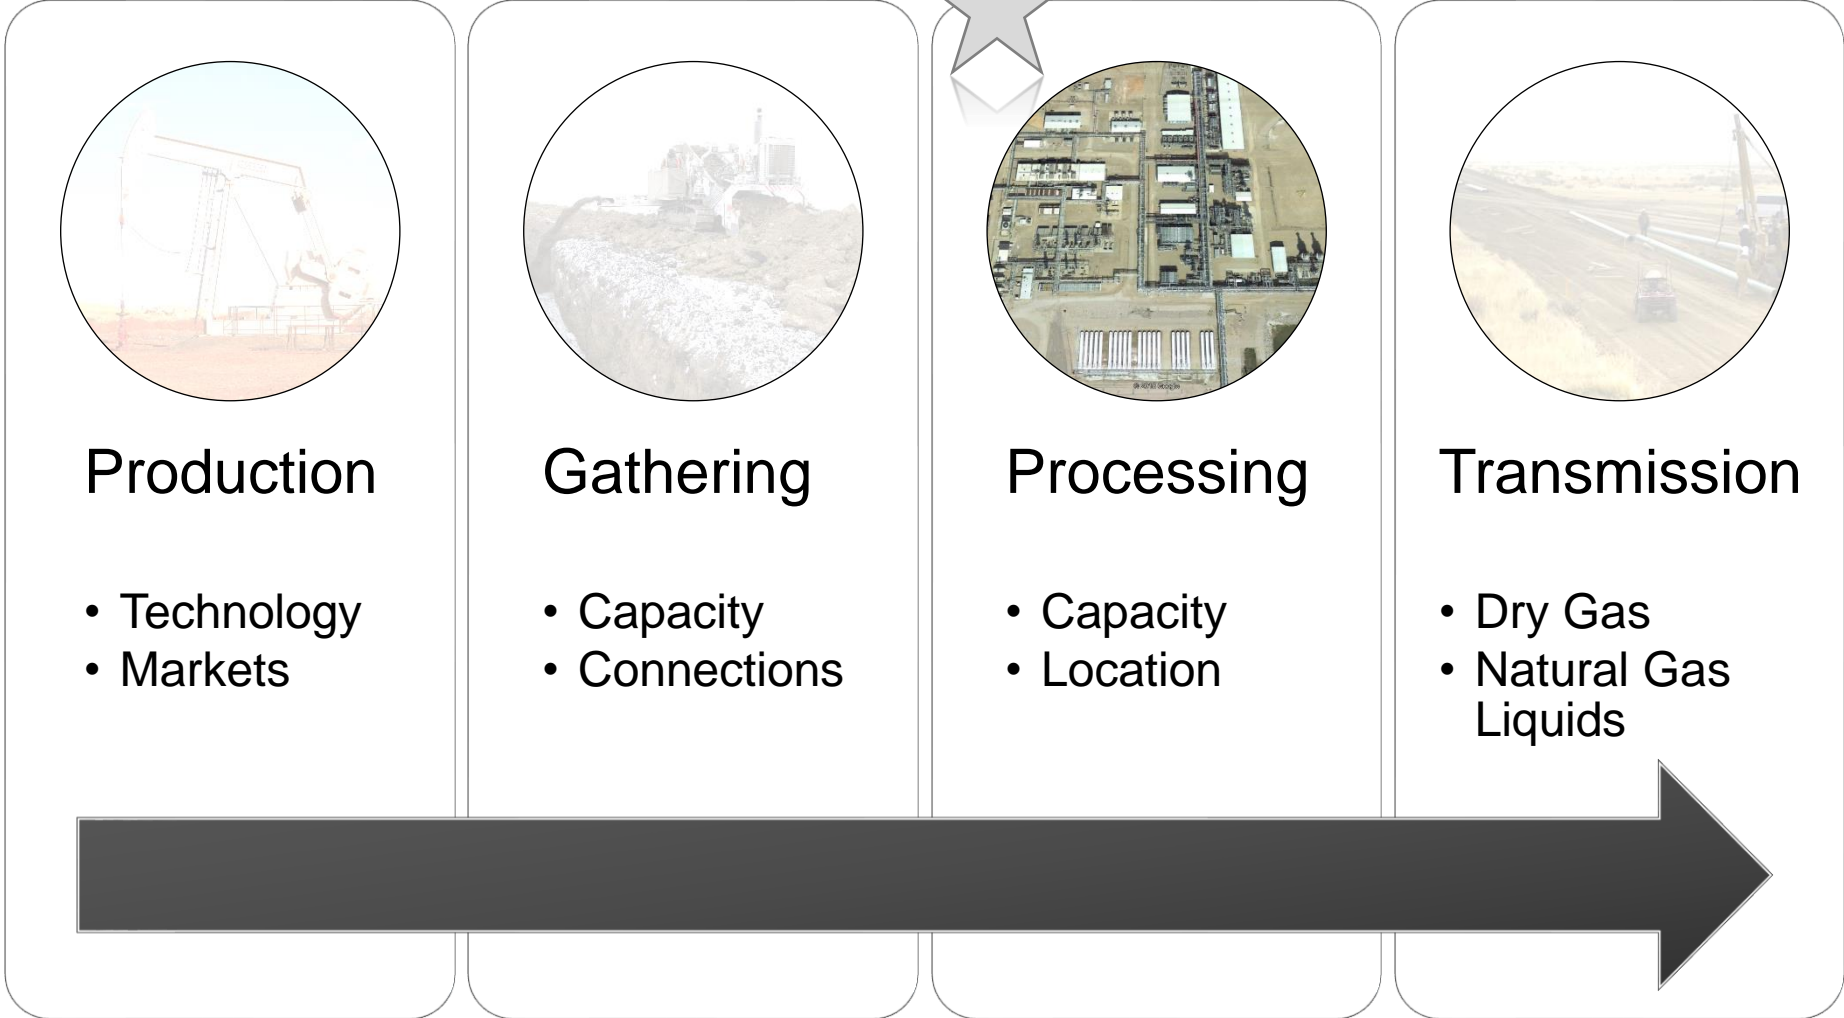 Production
Gathering
Processing
Transmission
• Technology
• Markets
• Capacity
• Connections
• Capacity
• Location
• Dry Gas
• Natural Gas
Liquids